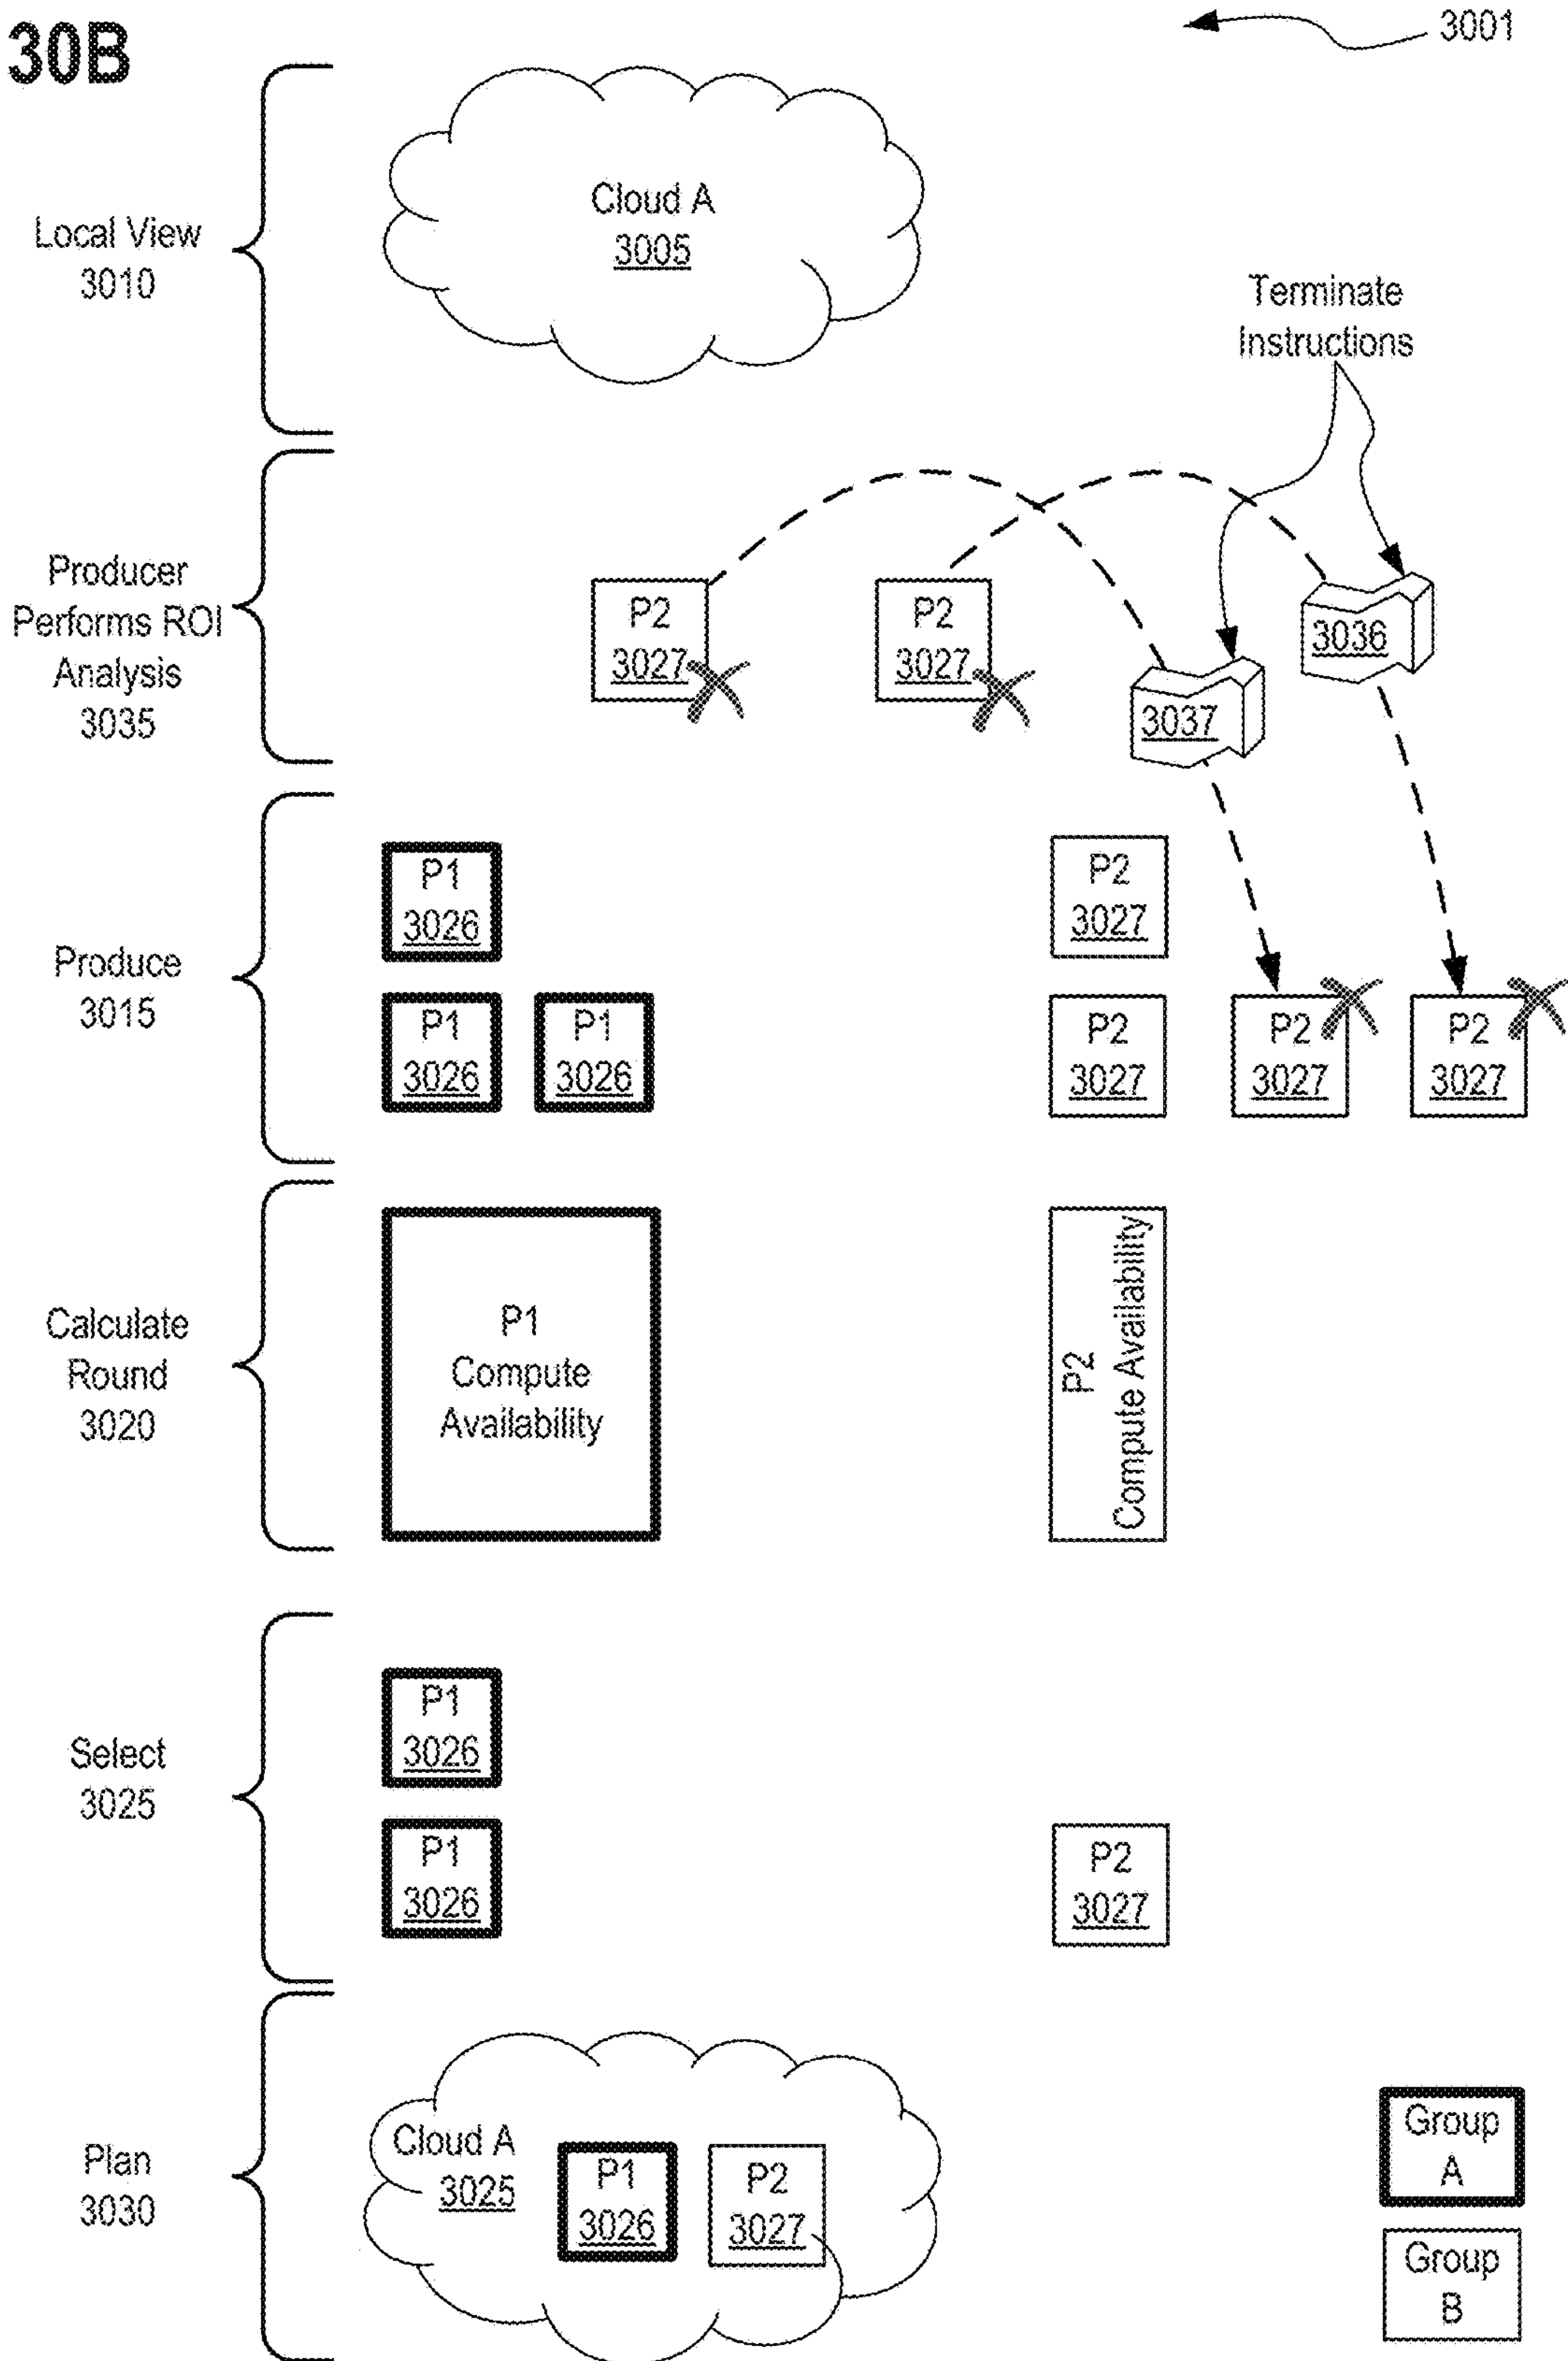 30B
3001
Local View
3010
Cloud A
3005
Terminate
Instructions
Producer
Performs ROI
Analysis
3035
P2
3027
P2
3027
3037
3036
Produce
3015
P1
3026
P2
3027
P1
3026
P1
3026
P2
3027
P2
3027
P2
3027
Calculate
Round
3020
P1
Compute
Availability
P2
Compute Availability
Select
3025
P1
3026
P1
3026
P2
3027
Plan
3030
Cloud A
3025
P1
3026
P2
3027
Group
A
Group
B